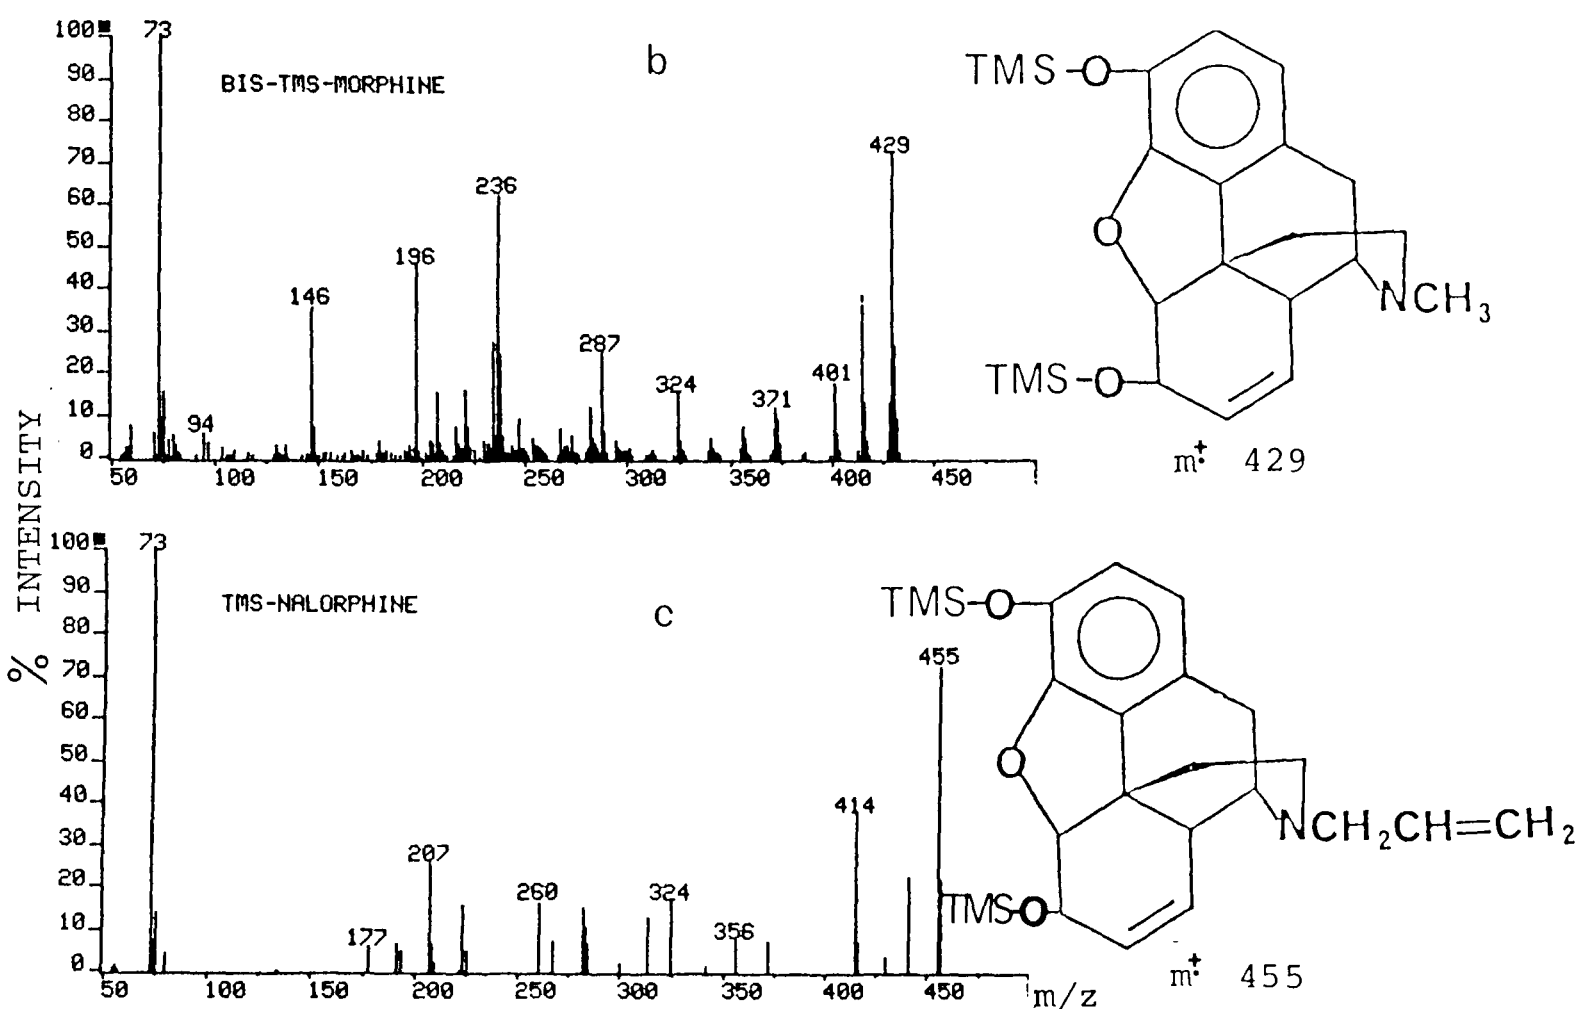 % INTENSITY
100
90
80
70
60
50
40
30
20
10
0
73
BIS-TMS-MORPHINE
b
94
146
196
236
287
324
371
401
429
50 100 150 200 250 300 350 400 450
TMS-O
O
NCH3
TMS-O
m+· 429
100
90
80
70
60
50
40
30
20
10
0
73
TMS-NALORPHINE
c
177
207
260
324
356
414
455
50 100 150 200 250 300 350 400 450 m/z
TMS-O
O
NCH2CH=CH2
TMS-O
m+· 455